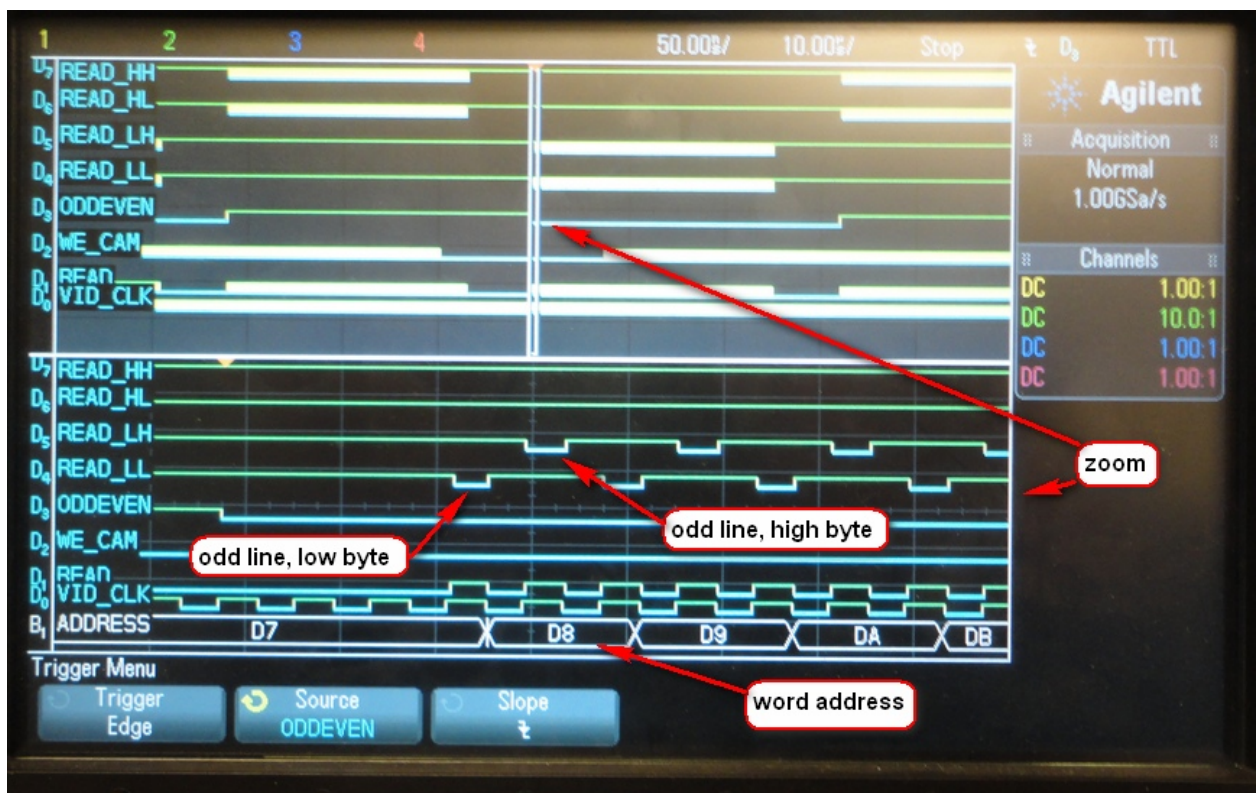 1 2 3 4 50.00㎲/ 10.00㎲/ Stop D3 TTL
D7 READ_HH
D6 READ_HL
D5 READ_LH
D4 READ_LL
D3 ODDEVEN
D2 WE_CAM
D1 READ
D0 VID_CLK
Agilent
Acquisition
Normal
1.00GSa/s
Channels
DC 1.00:1
DC 10.0:1
DC 1.00:1
DC 1.00:1
D7 READ_HH
D6 READ_HL
D5 READ_LH
D4 READ_LL
D3 ODDEVEN
D2 WE_CAM
D1 READ
D0 VID_CLK
B1 ADDRESS D7 D8 D9 DA DB
zoom
odd line, high byte
odd line, low byte
word address
Trigger Menu
Trigger
Edge
Source
ODDEVEN
Slope